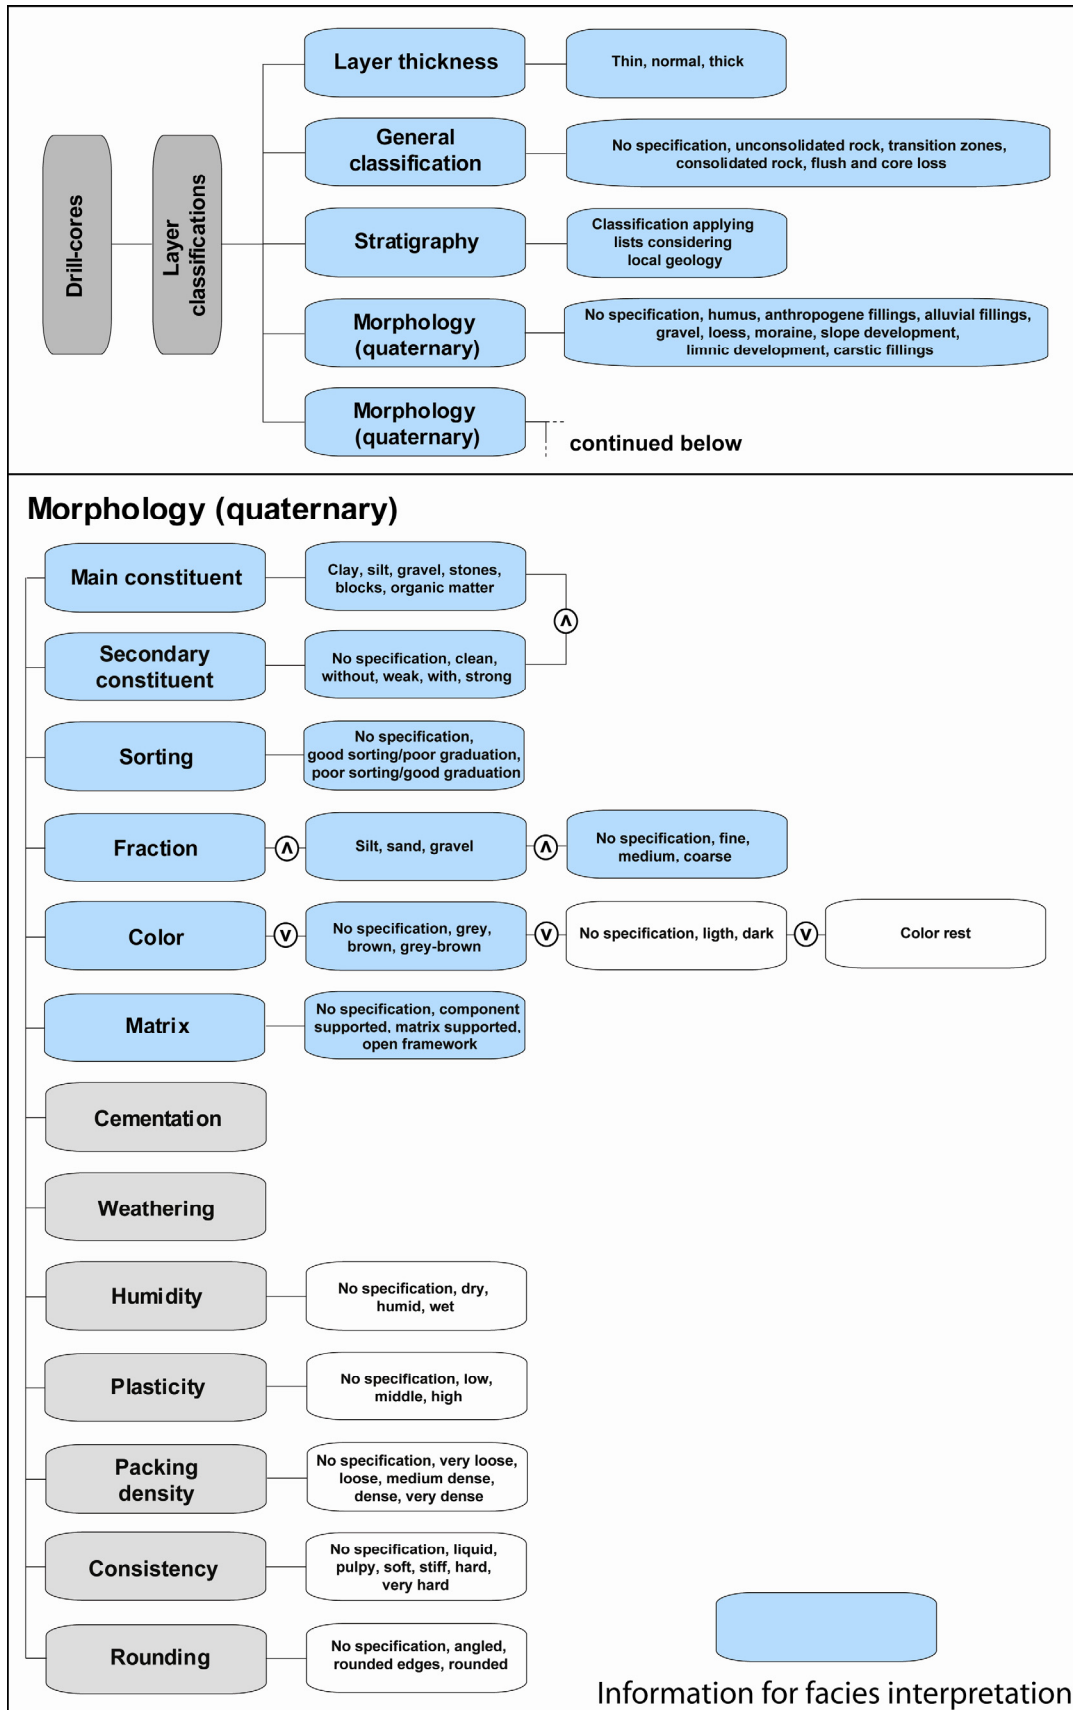 Drill-cores
Layer
classifications
Layer thickness
Thin, normal, thick
General
classification
No specification, unconsolidated rock, transition zones,
consolidated rock, flush and core loss
Stratigraphy
Classification applying
lists considering
local geology
Morphology
(quaternary)
No specification, humus, anthropogene fillings, alluvial fillings,
gravel, loess, moraine, slope development,
limnic development, carstic fillings
Morphology
(quaternary)
continued below
Morphology (quaternary)
Main constituent
Clay, silt, gravel, stones,
blocks, organic matter
∧
Secondary
constituent
No specification, clean,
without, weak, with, strong
Sorting
No specification,
good sorting/poor graduation,
poor sorting/good graduation
Fraction
∧
Silt, sand, gravel
∧
No specification, fine,
medium, coarse
Color
∨
No specification, grey,
brown, grey-brown
∨
No specification, ligth, dark
∨
Color rest
Matrix
No specification, component
supported, matrix supported,
open framework
Cementation
Weathering
Humidity
No specification, dry,
humid, wet
Plasticity
No specification, low,
middle, high
Packing
density
No specification, very loose,
loose, medium dense,
dense, very dense
Consistency
No specification, liquid,
pulpy, soft, stiff, hard,
very hard
Rounding
No specification, angled,
rounded edges, rounded
Information for facies interpretation